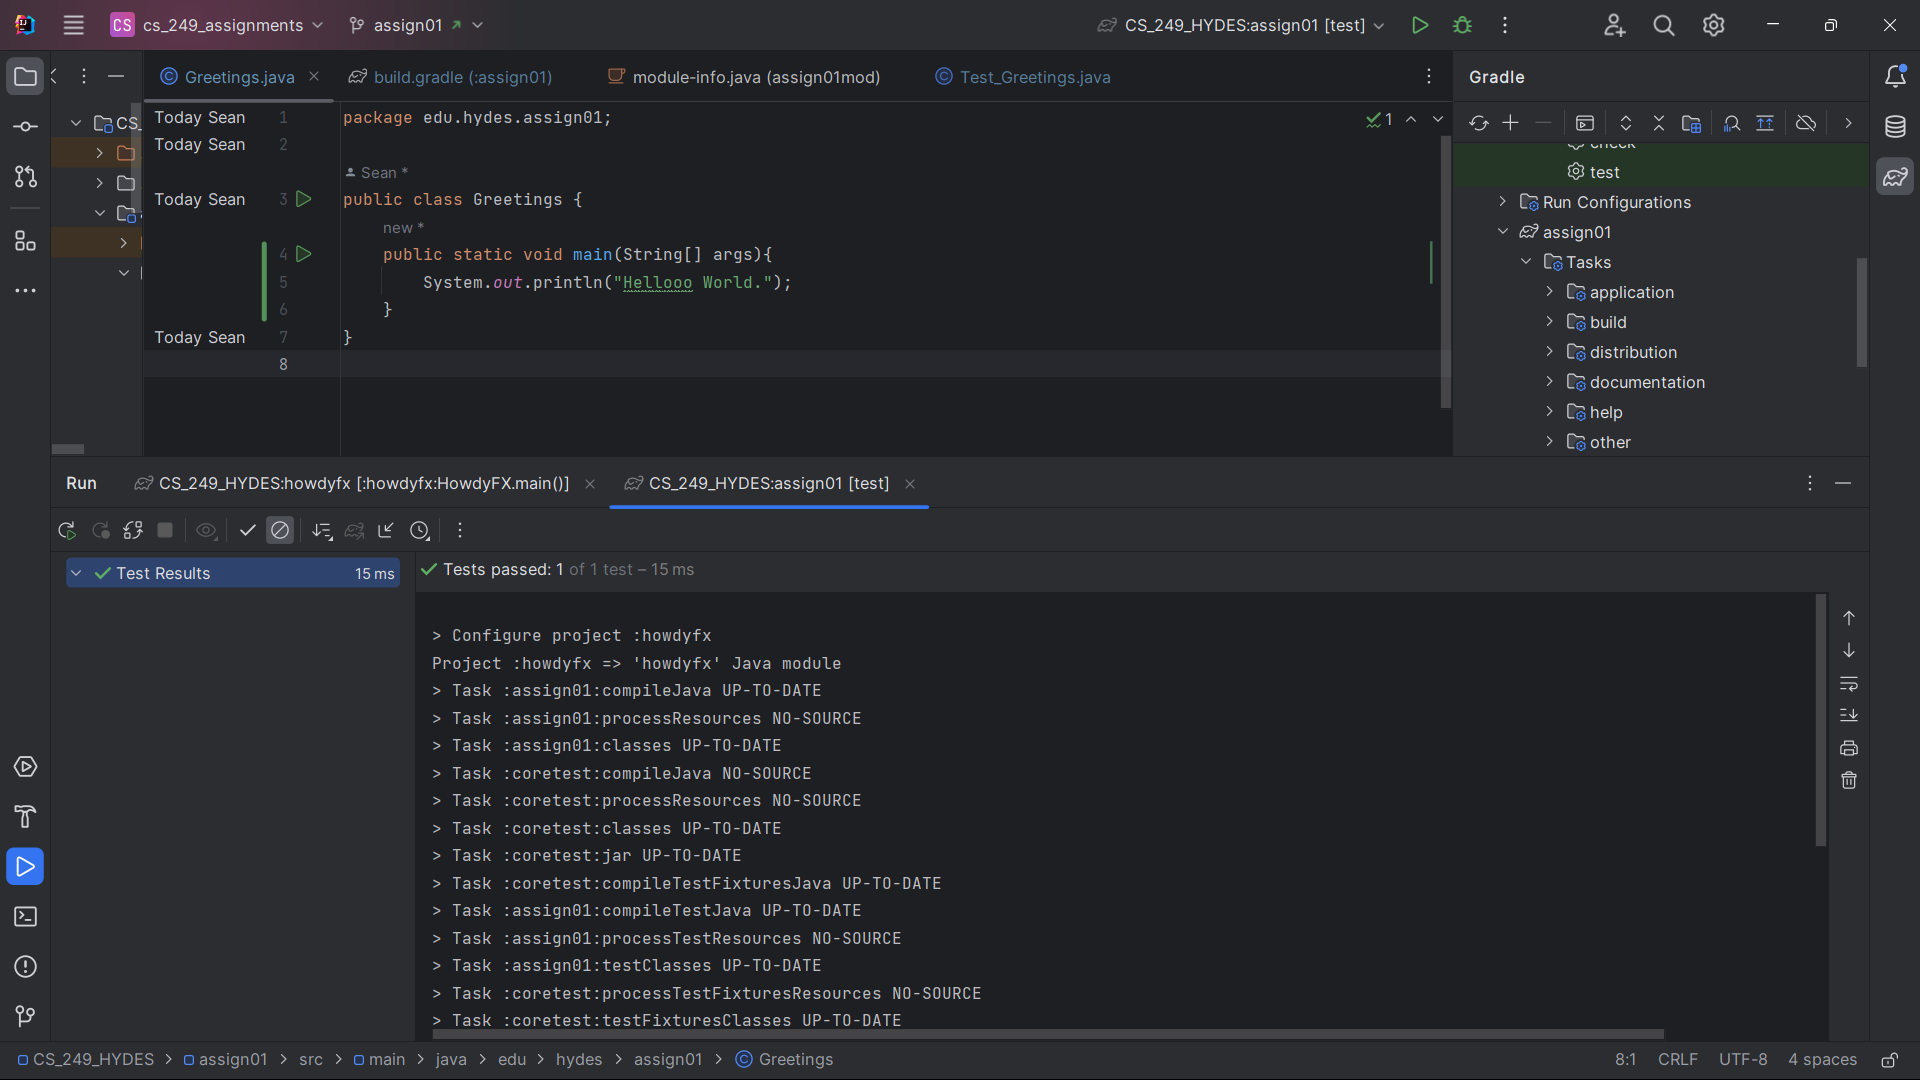 CS cs_249_assignments assign01 CS_249_HYDES:assign01 [test]
Greetings.java build.gradle (:assign01) module-info.java (assign01mod) Test_Greetings.java
Gradle
CS_
Today Sean 1 package edu.hydes.assign01;
1
Today Sean 2
Sean *
Today Sean 3 public class Greetings {
new *
4 public static void main(String[] args){
5 System.out.println("Hellooo World.");
6 }
Today Sean 7 }
8
check
test
Run Configurations
assign01
Tasks
application
build
distribution
documentation
help
other
Run CS_249_HYDES:howdyfx [:howdyfx:HowdyFX.main()] CS_249_HYDES:assign01 [test]
Test Results 15 ms
Tests passed: 1 of 1 test – 15 ms
> Configure project :howdyfx
Project :howdyfx => 'howdyfx' Java module
> Task :assign01:compileJava UP-TO-DATE
> Task :assign01:processResources NO-SOURCE
> Task :assign01:classes UP-TO-DATE
> Task :coretest:compileJava NO-SOURCE
> Task :coretest:processResources NO-SOURCE
> Task :coretest:classes UP-TO-DATE
> Task :coretest:jar UP-TO-DATE
> Task :coretest:compileTestFixturesJava UP-TO-DATE
> Task :assign01:compileTestJava UP-TO-DATE
> Task :assign01:processTestResources NO-SOURCE
> Task :assign01:testClasses UP-TO-DATE
> Task :coretest:processTestFixturesResources NO-SOURCE
> Task :coretest:testFixturesClasses UP-TO-DATE
CS_249_HYDES > assign01 > src > main > java > edu > hydes > assign01 > Greetings
8:1 CRLF UTF-8 4 spaces